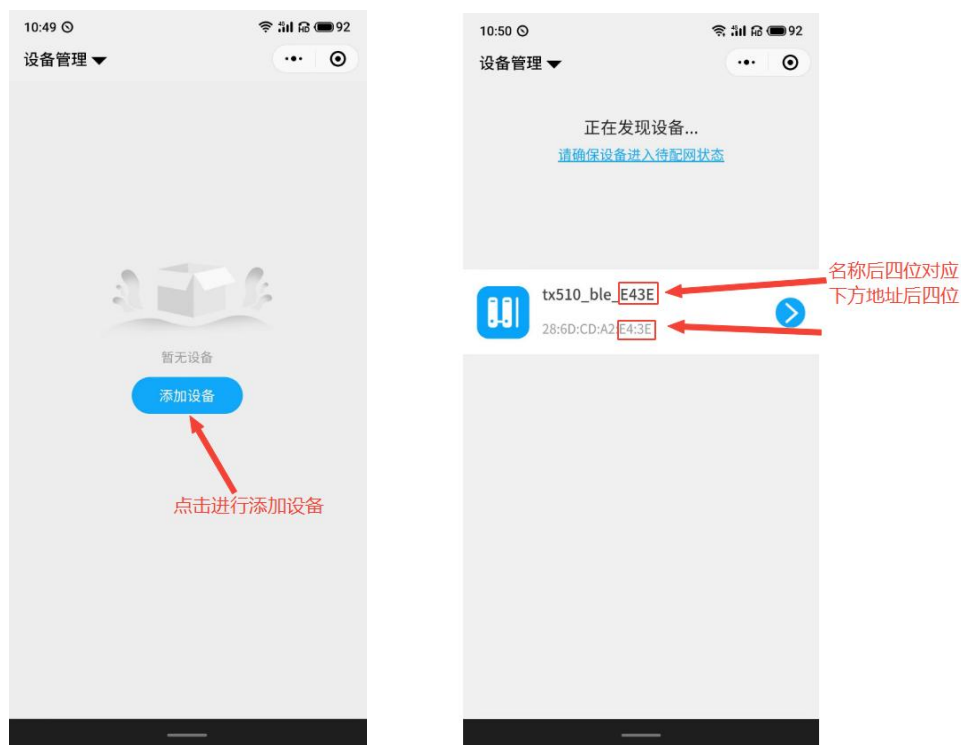 10:49
92
设备管理
暂无设备
添加设备
点击进行添加设备
10:50
92
设备管理
正在发现设备...
请确保设备进入待配网状态
tx510_ble_E43E
28:6D:CD:A2:E4:3E
名称后四位对应
下方地址后四位